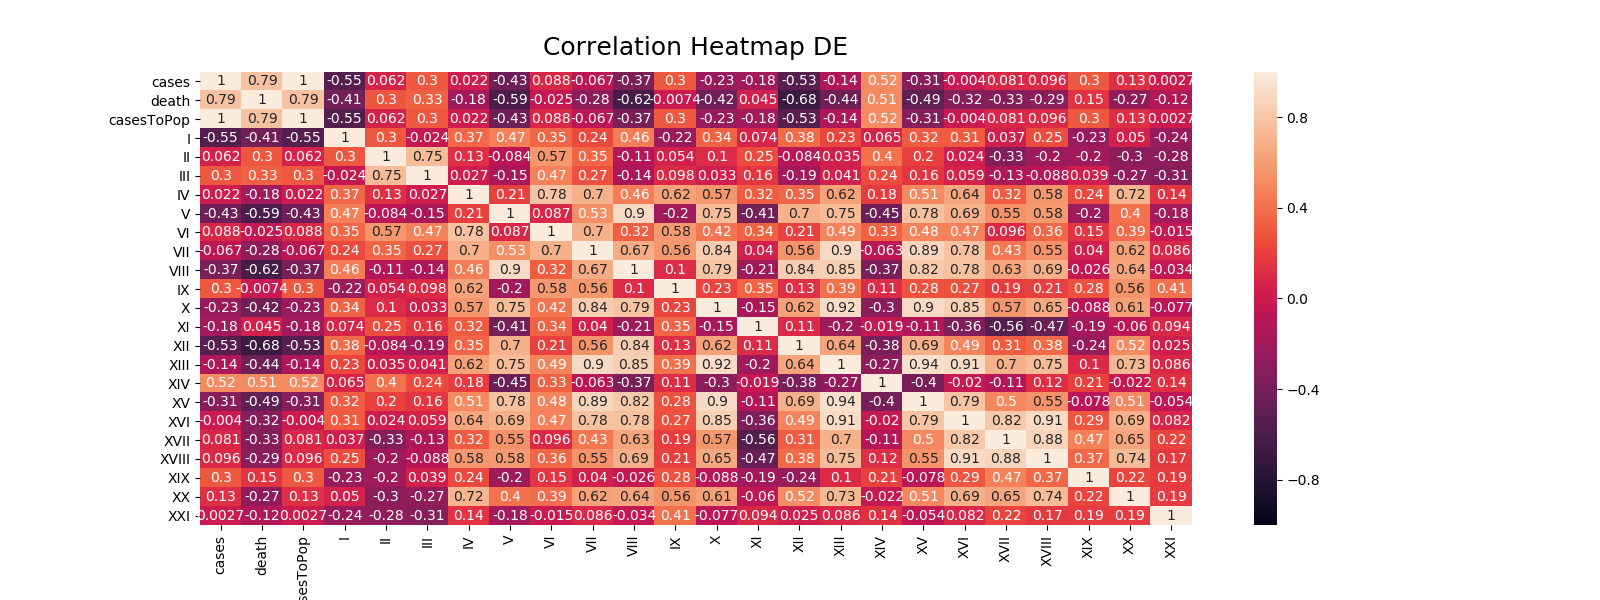 Correlation Heatmap DE
cases 1 0.79 1 -0.55 0.062 0.3 0.022 -0.43 0.088 -0.067 -0.37 0.3 -0.23 -0.18 -0.53 -0.14 0.52 -0.31 -0.004 0.081 0.096 0.3 0.13 0.0027
death 0.79 1 0.79 -0.41 0.3 0.33 -0.18 -0.59 -0.025 -0.28 -0.62 -0.0074 -0.42 0.045 -0.68 -0.44 0.51 -0.49 -0.32 -0.33 -0.29 0.15 -0.27 -0.12
casesToPop 1 0.79 1 -0.55 0.062 0.3 0.022 -0.43 0.088 -0.067 -0.37 0.3 -0.23 -0.18 -0.53 -0.14 0.52 -0.31 -0.004 0.081 0.096 0.3 0.13 0.0027
I -0.55 -0.41 -0.55 1 0.3 -0.024 0.37 0.47 0.35 0.24 0.46 -0.22 0.34 0.074 0.38 0.23 0.065 0.32 0.31 0.037 0.25 -0.23 0.05 -0.24
II 0.062 0.3 0.062 0.3 1 0.75 0.13 -0.084 0.57 0.35 -0.11 0.054 0.1 0.25 -0.084 0.035 0.4 0.2 0.024 -0.33 -0.2 -0.2 -0.3 -0.28
III 0.3 0.33 0.3 -0.024 0.75 1 0.027 -0.15 0.47 0.27 -0.14 0.098 0.033 0.16 -0.19 0.041 0.24 0.16 0.059 -0.13 -0.088 0.039 -0.27 -0.31
IV 0.022 -0.18 0.022 0.37 0.13 0.027 1 0.21 0.78 0.7 0.46 0.62 0.57 0.32 0.35 0.62 0.18 0.51 0.64 0.32 0.58 0.24 0.72 0.14
V -0.43 -0.59 -0.43 0.47 -0.084 -0.15 0.21 1 0.087 0.53 0.9 -0.2 0.75 -0.41 0.7 0.75 -0.45 0.78 0.69 0.55 0.58 -0.2 0.4 -0.18
VI 0.088 -0.025 0.088 0.35 0.57 0.47 0.78 0.087 1 0.7 0.32 0.58 0.42 0.34 0.21 0.49 0.33 0.48 0.47 0.096 0.36 0.15 0.39 -0.015
VII -0.067 -0.28 -0.067 0.24 0.35 0.27 0.7 0.53 0.7 1 0.67 0.56 0.84 0.04 0.56 0.9 -0.063 0.89 0.78 0.43 0.55 0.04 0.62 0.086
VIII -0.37 -0.62 -0.37 0.46 -0.11 -0.14 0.46 0.9 0.32 0.67 1 0.1 0.79 -0.21 0.84 0.85 -0.37 0.82 0.78 0.63 0.69 -0.026 0.64 -0.034
IX 0.3 -0.0074 0.3 -0.22 0.054 0.098 0.62 -0.2 0.58 0.56 0.1 1 0.23 0.35 0.13 0.39 0.11 0.28 0.27 0.19 0.21 0.28 0.56 0.41
X -0.23 -0.42 -0.23 0.34 0.1 0.033 0.57 0.75 0.42 0.84 0.79 0.23 1 -0.15 0.62 0.92 -0.3 0.9 0.85 0.57 0.65 -0.088 0.61 -0.077
XI -0.18 0.045 -0.18 0.074 0.25 0.16 0.32 -0.41 0.34 0.04 -0.21 0.35 -0.15 1 0.11 -0.2 -0.019 -0.11 -0.36 -0.56 -0.47 -0.19 -0.06 0.094
XII -0.53 -0.68 -0.53 0.38 -0.084 -0.19 0.35 0.7 0.21 0.56 0.84 0.13 0.62 0.11 1 0.64 -0.38 0.69 0.49 0.31 0.38 -0.24 0.52 0.025
XIII -0.14 -0.44 -0.14 0.23 0.035 0.041 0.62 0.75 0.49 0.9 0.85 0.39 0.92 -0.2 0.64 1 -0.27 0.94 0.91 0.7 0.75 0.1 0.73 0.086
XIV 0.52 0.51 0.52 0.065 0.4 0.24 0.18 -0.45 0.33 -0.063 -0.37 0.11 -0.3 -0.019 -0.38 -0.27 1 -0.4 -0.02 -0.11 0.12 0.21 -0.022 0.14
XV -0.31 -0.49 -0.31 0.32 0.2 0.16 0.51 0.78 0.48 0.89 0.82 0.28 0.9 -0.11 0.69 0.94 -0.4 1 0.79 0.5 0.55 -0.078 0.51 -0.054
XVI -0.004 -0.32 -0.004 0.31 0.024 0.059 0.64 0.69 0.47 0.78 0.78 0.27 0.85 -0.36 0.49 0.91 -0.02 0.79 1 0.82 0.91 0.29 0.69 0.082
XVII 0.081 -0.33 0.081 0.037 -0.33 -0.13 0.32 0.55 0.096 0.43 0.63 0.19 0.57 -0.56 0.31 0.7 -0.11 0.5 0.82 1 0.88 0.47 0.65 0.22
XVIII 0.096 -0.29 0.096 0.25 -0.2 -0.088 0.58 0.58 0.36 0.55 0.69 0.21 0.65 -0.47 0.38 0.75 0.12 0.55 0.91 0.88 1 0.37 0.74 0.17
XIX 0.3 0.15 0.3 -0.23 -0.2 0.039 0.24 -0.2 0.15 0.04 -0.026 0.28 -0.088 -0.19 -0.24 0.1 0.21 -0.078 0.29 0.47 0.37 1 0.22 0.19
XX 0.13 -0.27 0.13 0.05 -0.3 -0.27 0.72 0.4 0.39 0.62 0.64 0.56 0.61 -0.06 0.52 0.73 -0.022 0.51 0.69 0.65 0.74 0.22 1 0.19
XXI 0.0027 -0.12 0.0027 -0.24 -0.28 -0.31 0.14 -0.18 -0.015 0.086 -0.034 0.41 -0.077 0.094 0.025 0.086 0.14 -0.054 0.082 0.22 0.17 0.19 0.19 1
cases death sesToPop I II III IV V VI VII VIII IX X XI XII XIII XIV XV XVI XVII XVIII XIX XX XXI
0.8
0.4
0.0
−0.4
−0.8